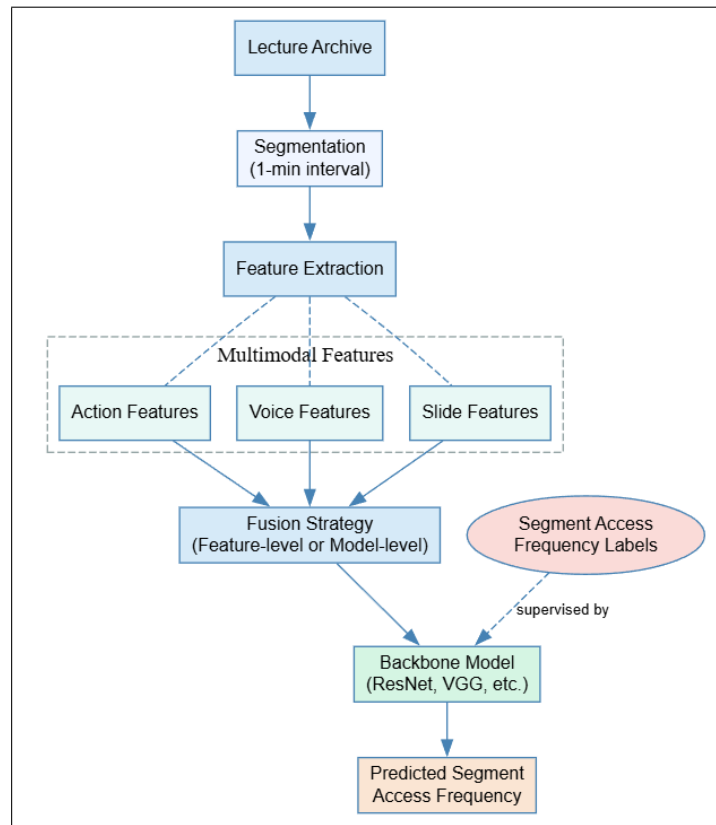 Lecture Archive
Segmentation
(1-min interval)
Feature Extraction
Multimodal Features
Action Features
Voice Features
Slide Features
Fusion Strategy
(Feature-level or Model-level)
Segment Access
Frequency Labels
supervised by
Backbone Model
(ResNet, VGG, etc.)
Predicted Segment
Access Frequency